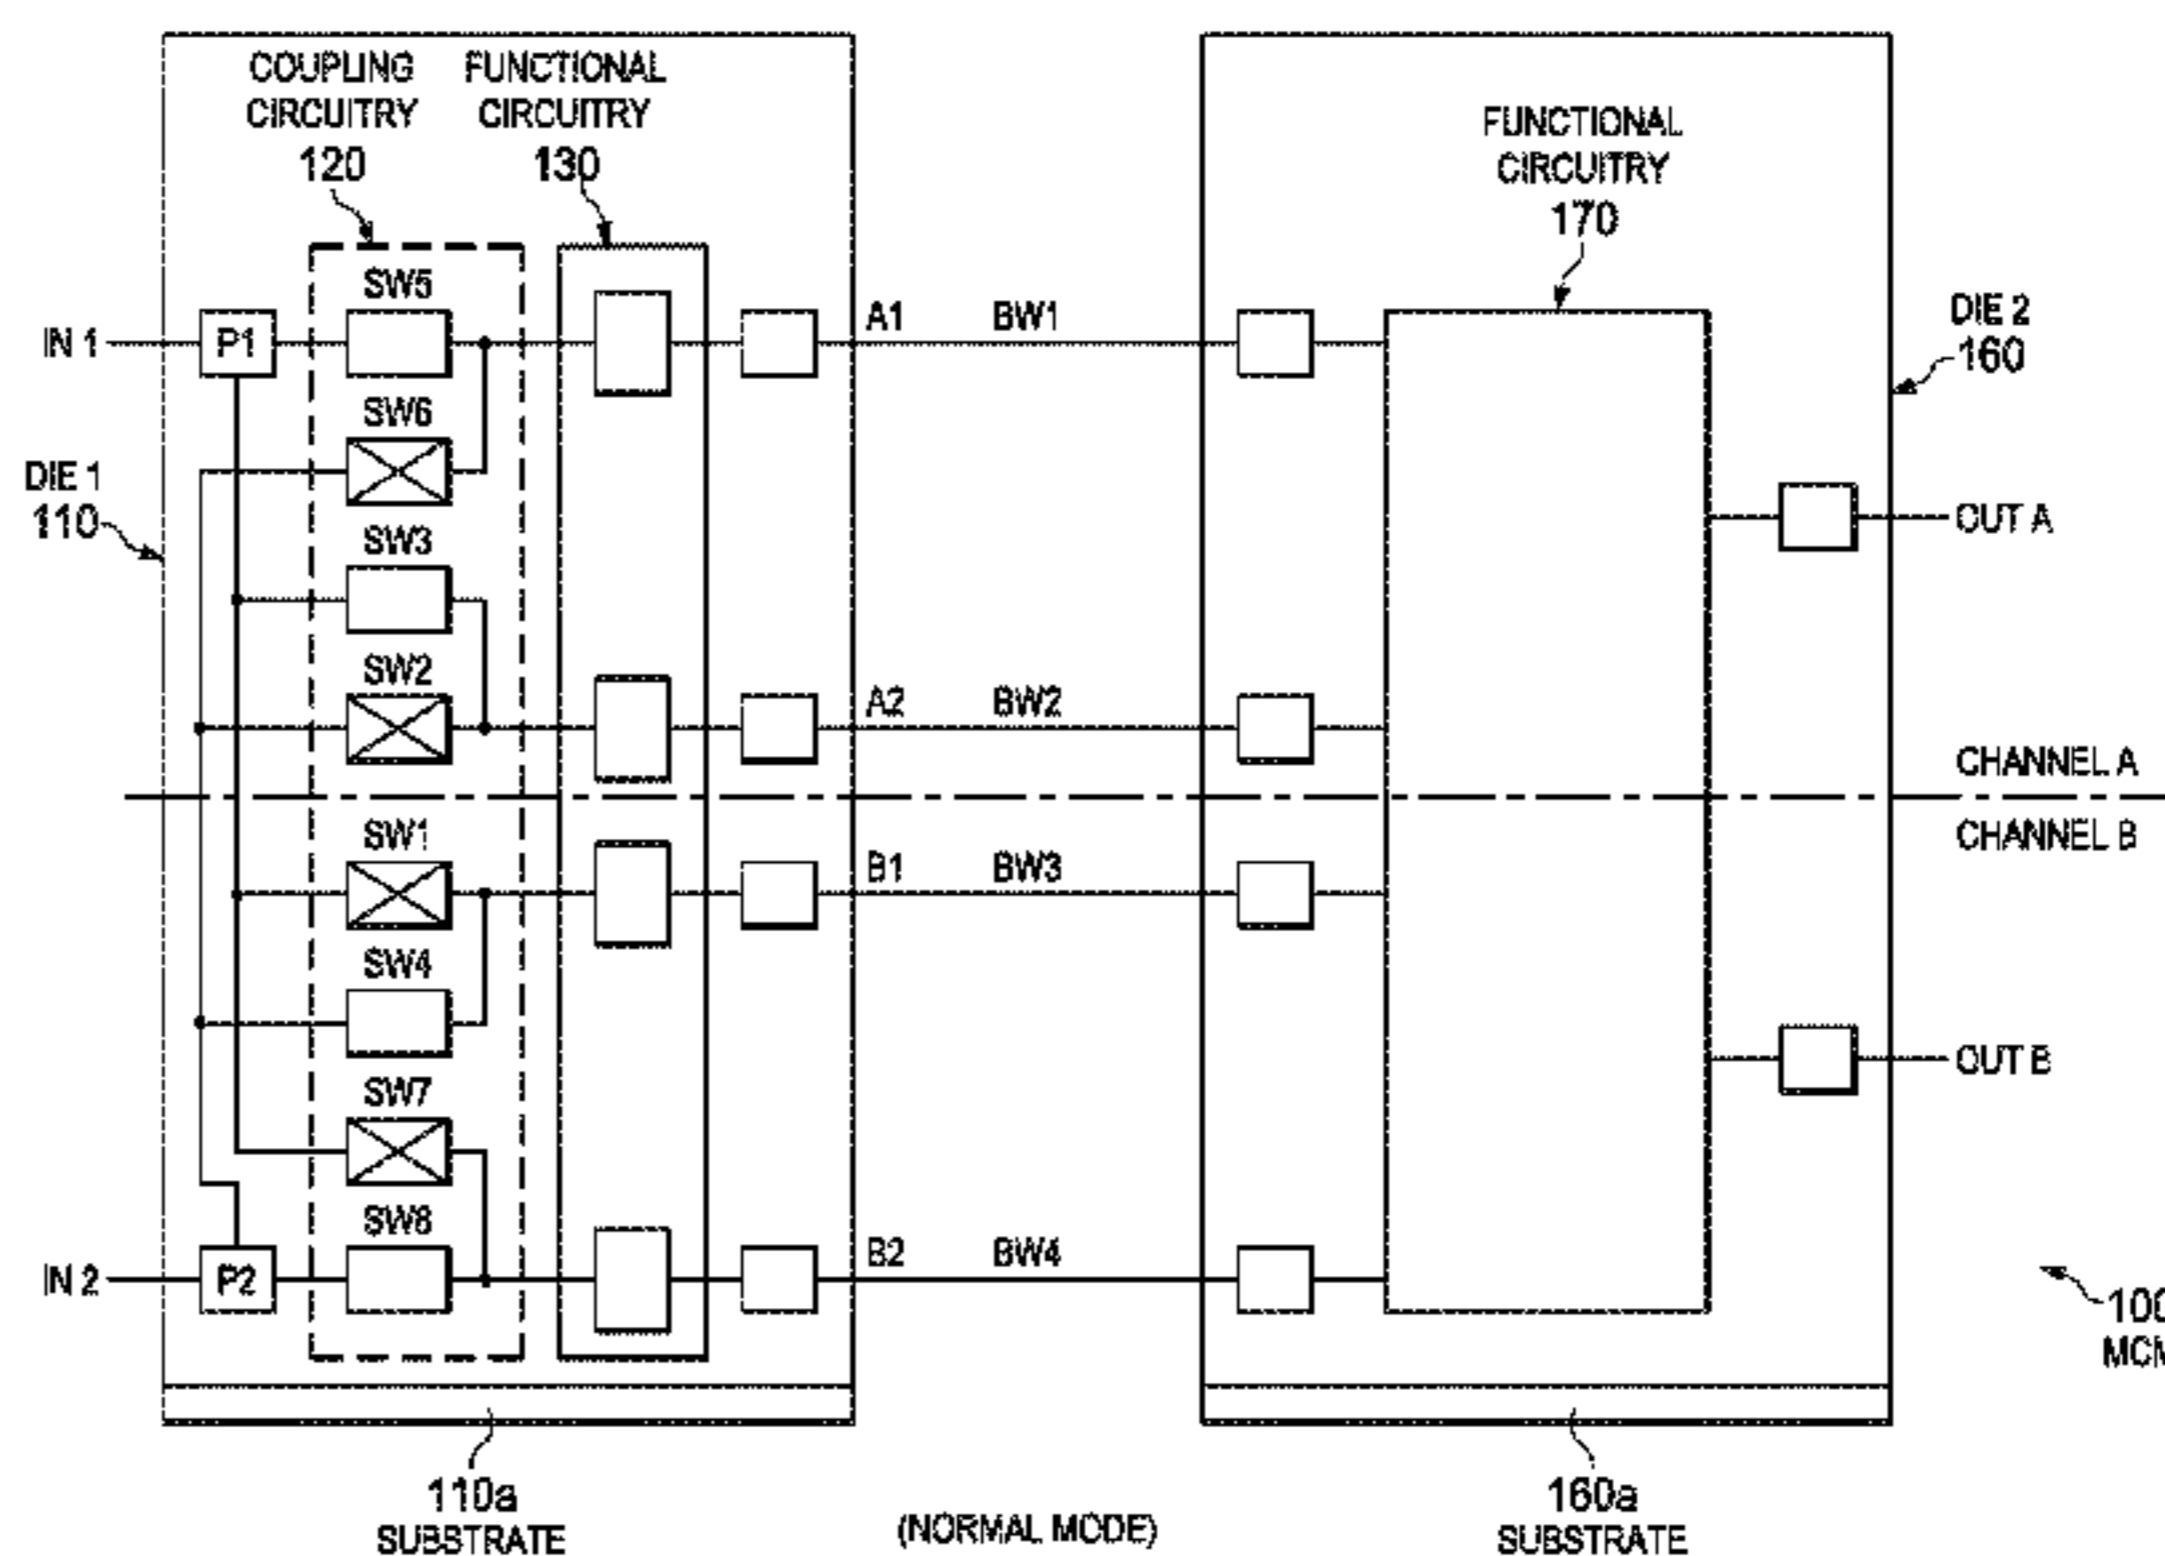 COUPLING
CIRCUITRY
120
FUNCTIONAL
CIRCUITRY
130
FUNCTIONAL
CIRCUITRY
170
DIE 2
160
DIE 1
110
IN 1
P1
SW5
SW6
SW3
SW2
SW1
SW4
SW7
SW8
IN 2
P2
A1 BW1
A2 BW2
B1 BW3
B2 BW4
OUT A
CHANNEL A
CHANNEL B
OUT B
110a
SUBSTRATE
(NORMAL MODE)
160a
SUBSTRATE